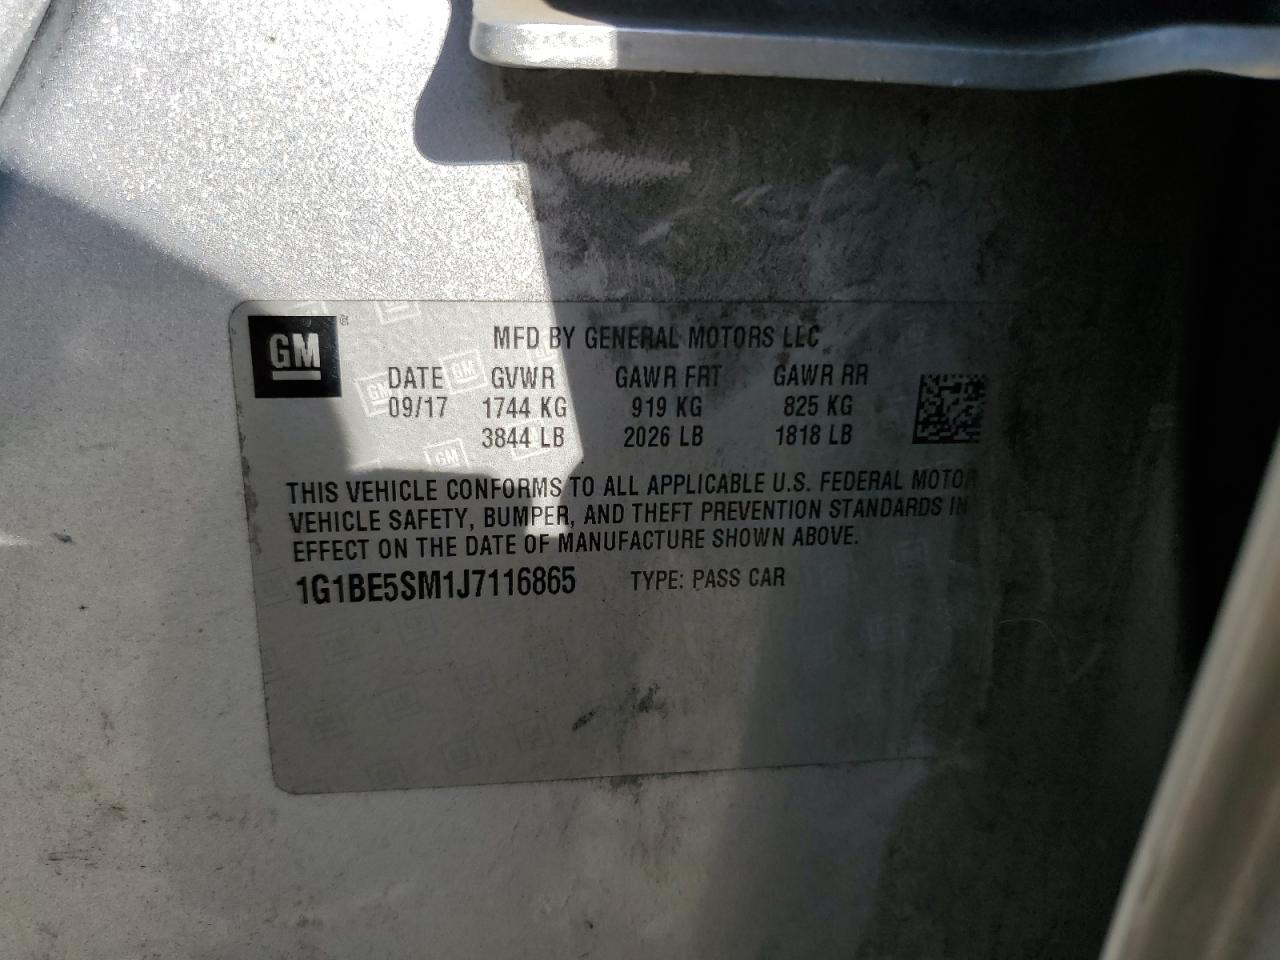 GM
MFD BY GENERAL MOTORS LLC
DATE GVWR GAWR FRT GAWR RR
09/17 1744 KG 919 KG 825 KG
3844 LB 2026 LB 1818 LB
THIS VEHICLE CONFORMS TO ALL APPLICABLE U.S. FEDERAL MOTOR
VEHICLE SAFETY, BUMPER, AND THEFT PREVENTION STANDARDS IN
EFFECT ON THE DATE OF MANUFACTURE SHOWN ABOVE.
1G1BE5SM1J7116865 TYPE: PASS CAR